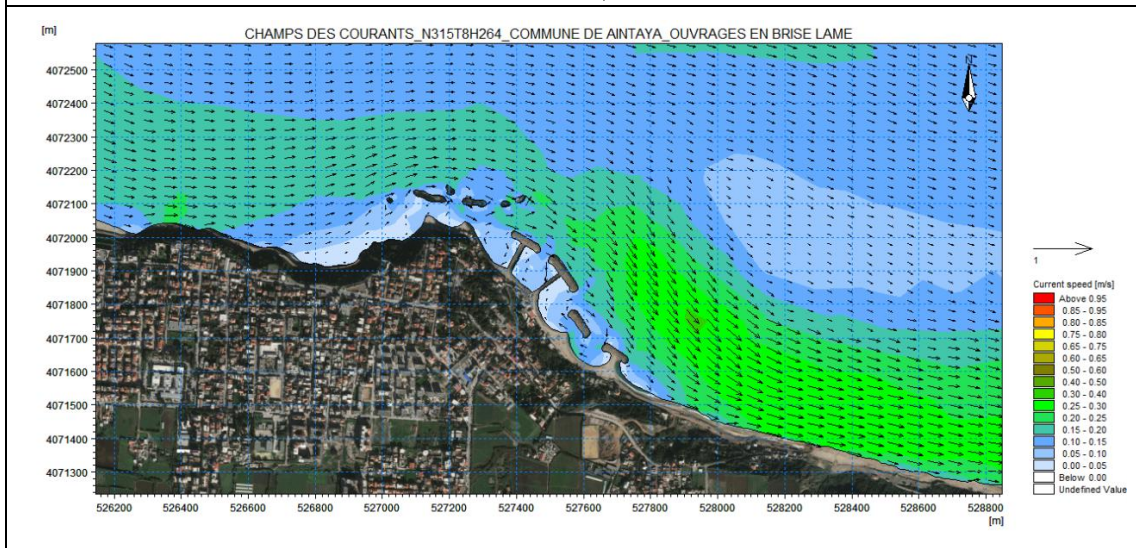 [m]
CHAMPS DES COURANTS_N315T8H264_COMMUNE DE AINTAYA_OUVRAGES EN BRISE LAME
N
4072500
4072400
4072300
4072200
4072100
4072000
4071900
4071800
4071700
4071600
4071500
4071400
4071300
526200 526400 526600 526800 527000 527200 527400 527600 527800 528000 528200 528400 528600 528800
[m]
1
Current speed [m/s]
Above 0.95
0.85 - 0.95
0.80 - 0.85
0.75 - 0.80
0.65 - 0.75
0.60 - 0.65
0.50 - 0.60
0.40 - 0.50
0.30 - 0.40
0.25 - 0.30
0.20 - 0.25
0.15 - 0.20
0.10 - 0.15
0.05 - 0.10
0.00 - 0.05
Below 0.00
Undefined Value